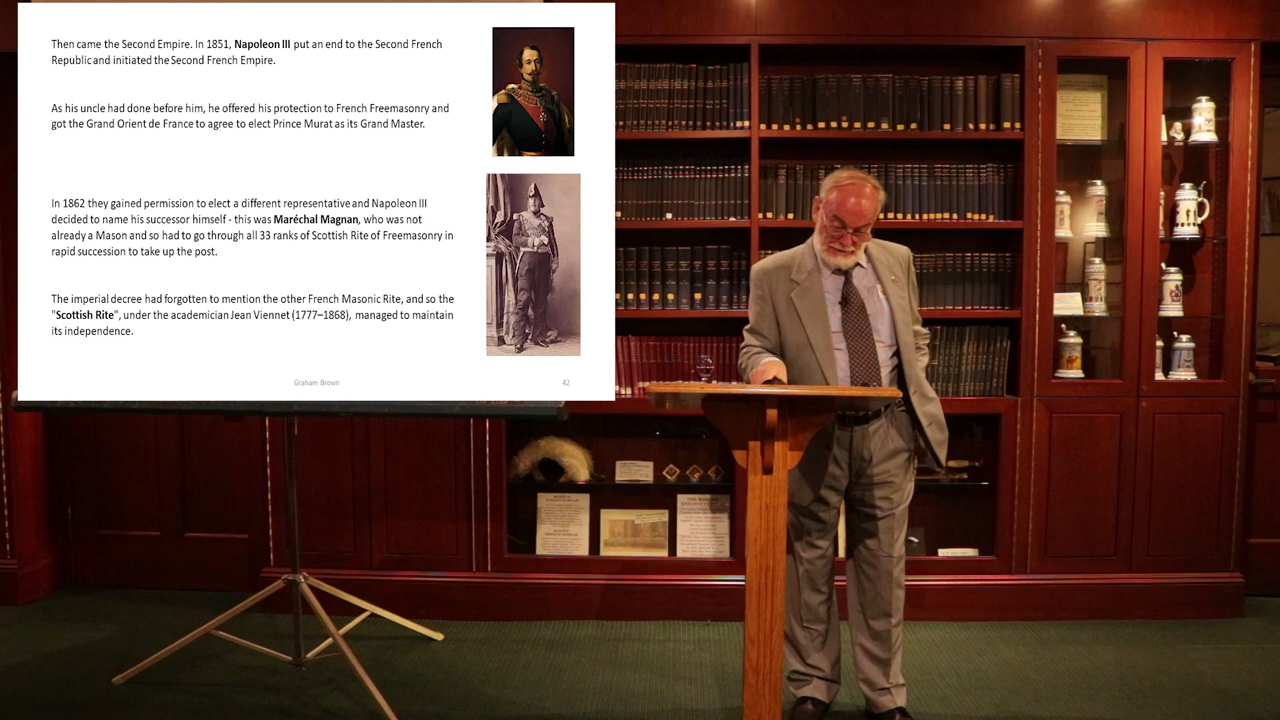 Then came the Second Empire. In 1851, Napoleon III put an end to the Second French
Republic and initiated the Second French Empire.
As his uncle had done before him, he offered his protection to French Freemasonry and
got the Grand Orient de France to agree to elect Prince Murat as its Grand Master.
In 1862 they gained permission to elect a different representative and Napoleon III
decided to name his successor himself - this was Maréchal Magnan, who was not
already a Mason and so had to go through all 33 ranks of Scottish Rite of Freemasonry in
rapid succession to take up the post.
The imperial decree had forgotten to mention the other French Masonic Rite, and so the
"Scottish Rite", under the academician Jean Viennet (1777–1868), managed to maintain
its independence.
Graham Brown
42